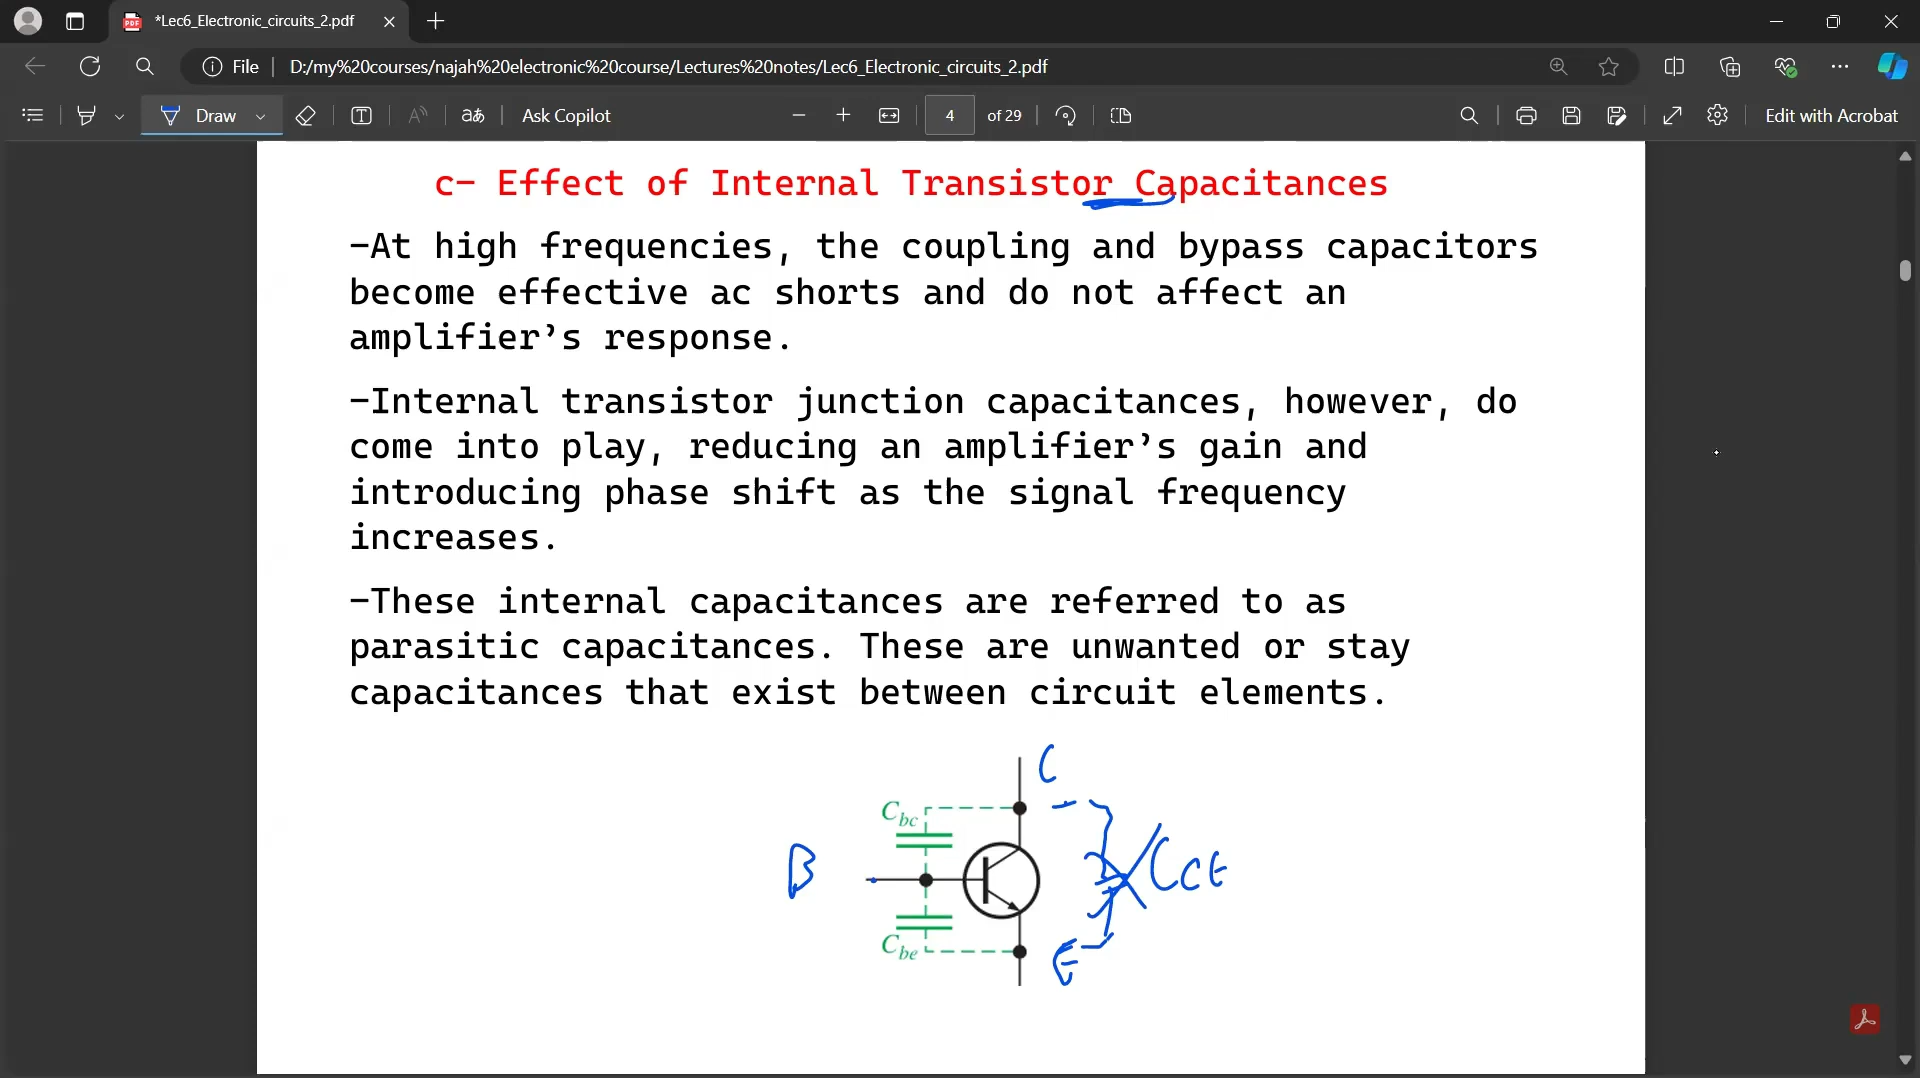 *Lec6_Electronic_circuits_2.pdf
File D:/my%20courses/najah%20electronic%20course/Lectures%20notes/Lec6_Electronic_circuits_2.pdf
Draw T A aあ Ask Copilot 4 of 29 Edit with Acrobat
c- Effect of Internal Transistor Capacitances
-At high frequencies, the coupling and bypass capacitors
become effective ac shorts and do not affect an
amplifier's response.
-Internal transistor junction capacitances, however, do
come into play, reducing an amplifier's gain and
introducing phase shift as the signal frequency
increases.
-These internal capacitances are referred to as
parasitic capacitances. These are unwanted or stay
capacitances that exist between circuit elements.
C
Cbc
B
CCE
Cbe
E